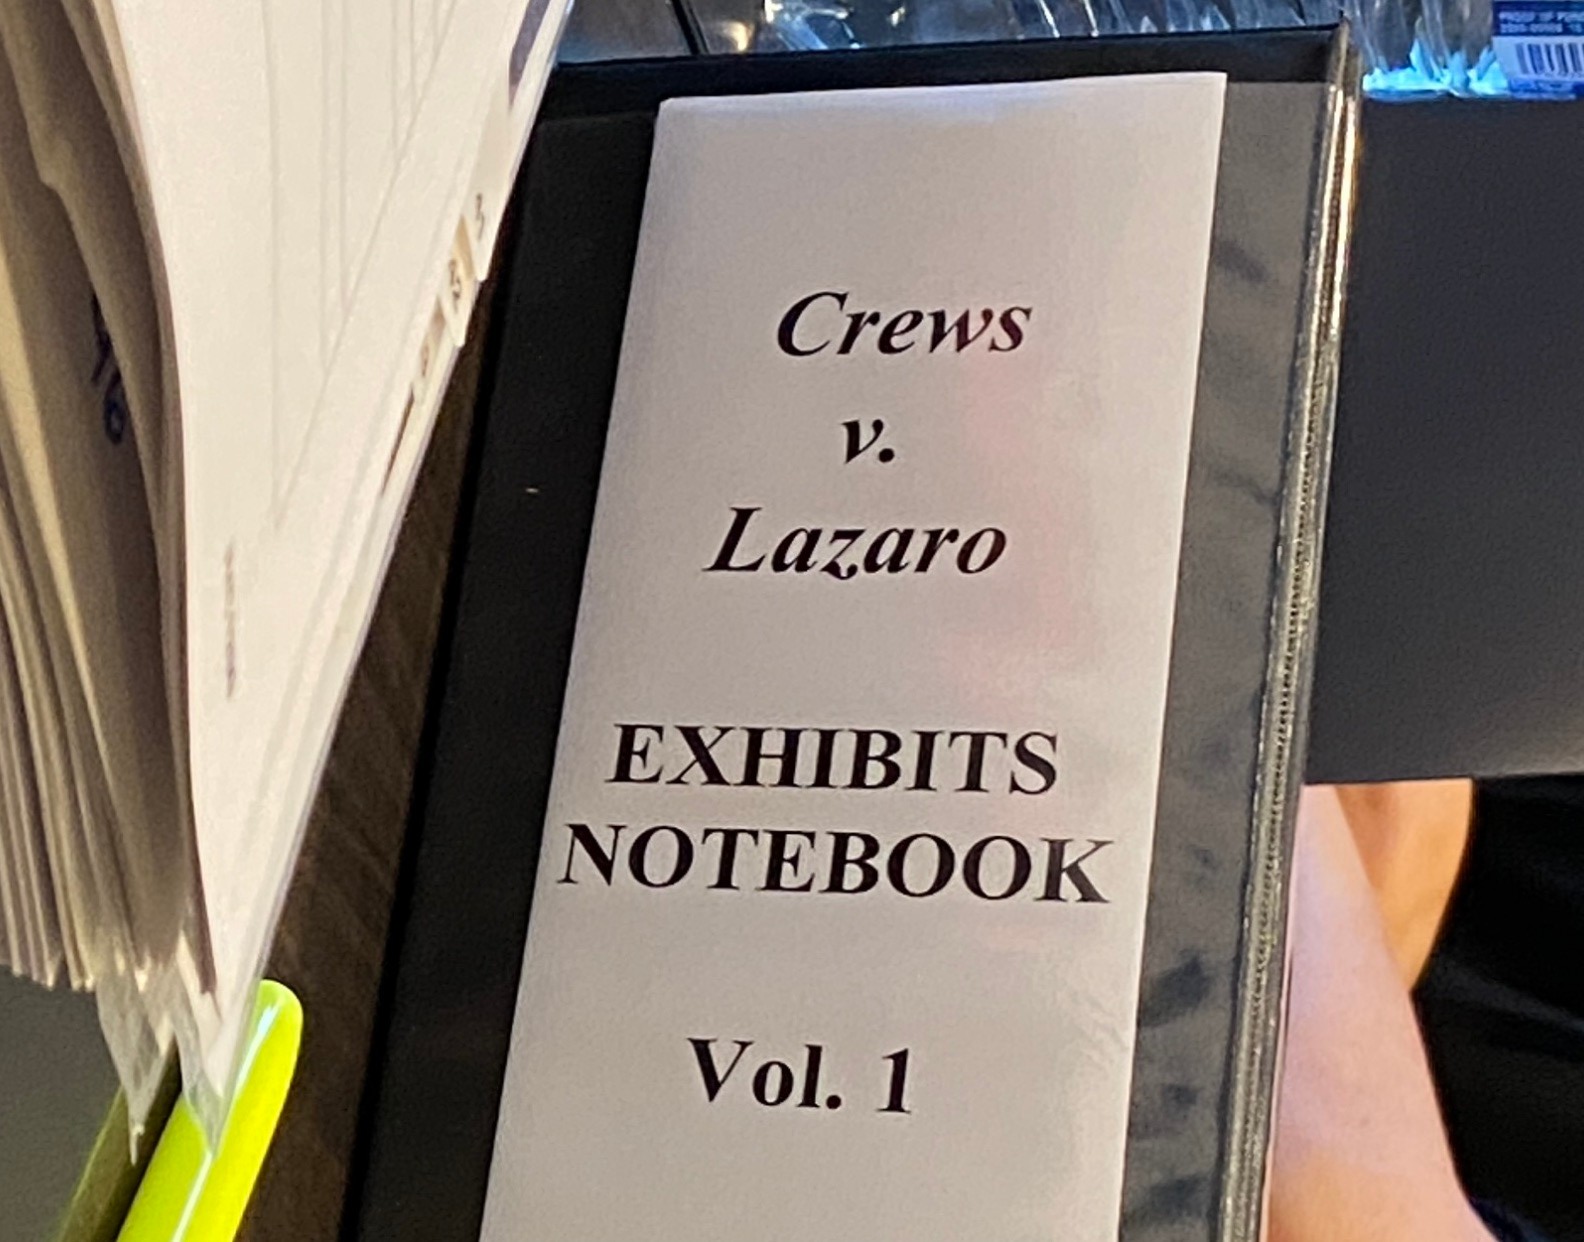 Crews
v.
Lazaro
EXHIBITS
NOTEBOOK
Vol. 1